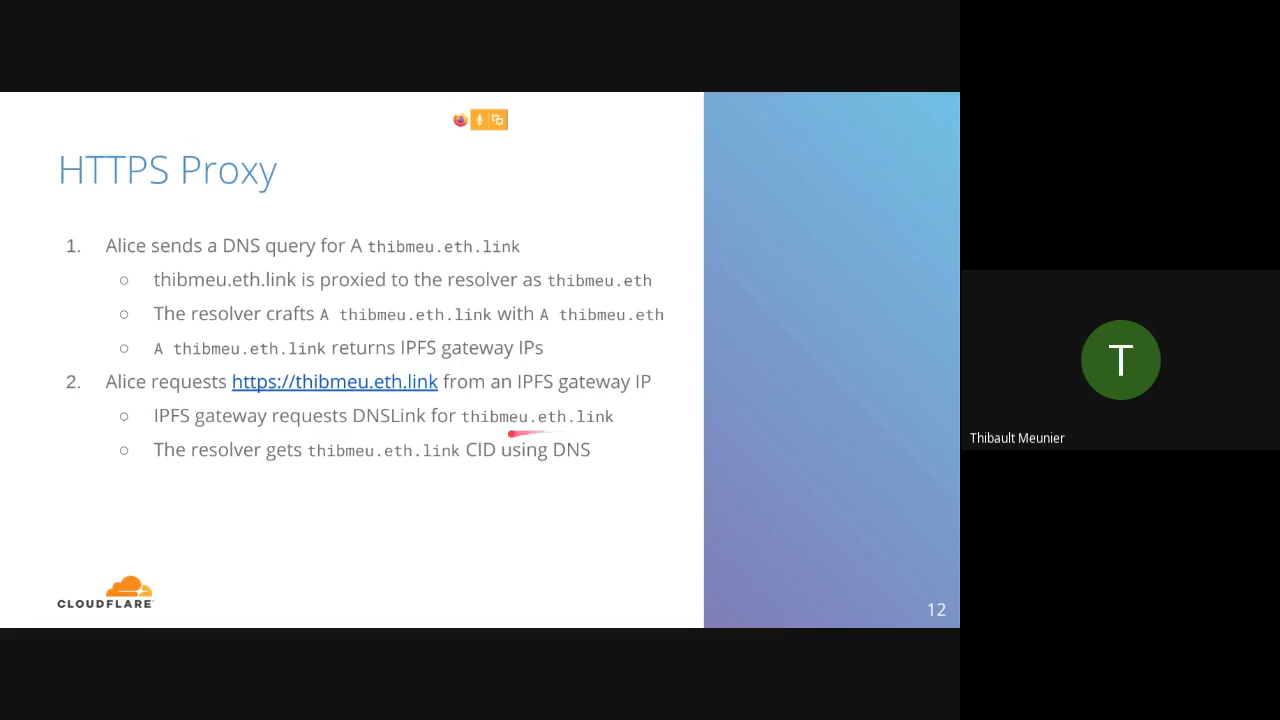 HTTPS Proxy
1. Alice sends a DNS query for A thibmeu.eth.link
○ thibmeu.eth.link is proxied to the resolver as thibmeu.eth
○ The resolver crafts A thibmeu.eth.link with A thibmeu.eth
○ A thibmeu.eth.link returns IPFS gateway IPs
2. Alice requests https://thibmeu.eth.link from an IPFS gateway IP
○ IPFS gateway requests DNSLink for thibmeu.eth.link
○ The resolver gets thibmeu.eth.link CID using DNS
CLOUDFLARE
12
T
Thibault Meunier